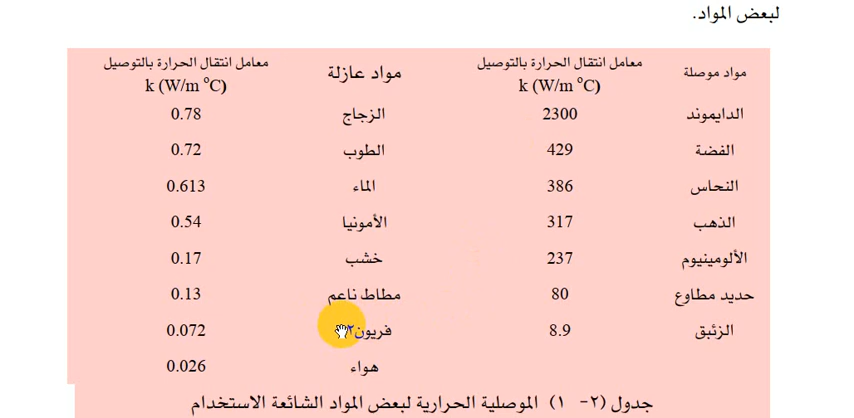 لبعض المواد.
مواد موصلة معامل انتقال الحرارة بالتوصيل k (W/m °C) مواد عازلة معامل انتقال الحرارة بالتوصيل k (W/m °C)
الدايموند 2300 الزجاج 0.78
الفضة 429 الطوب 0.72
النحاس 386 الماء 0.613
الذهب 317 الأمونيا 0.54
الألومينيوم 237 خشب 0.17
حديد مطاوع 80 مطاط ناعم 0.13
الزئبق 8.9 فريون 0.072
هواء 0.026
جدول (٢- ١) الموصلية الحرارية لبعض المواد الشائعة الاستخدام